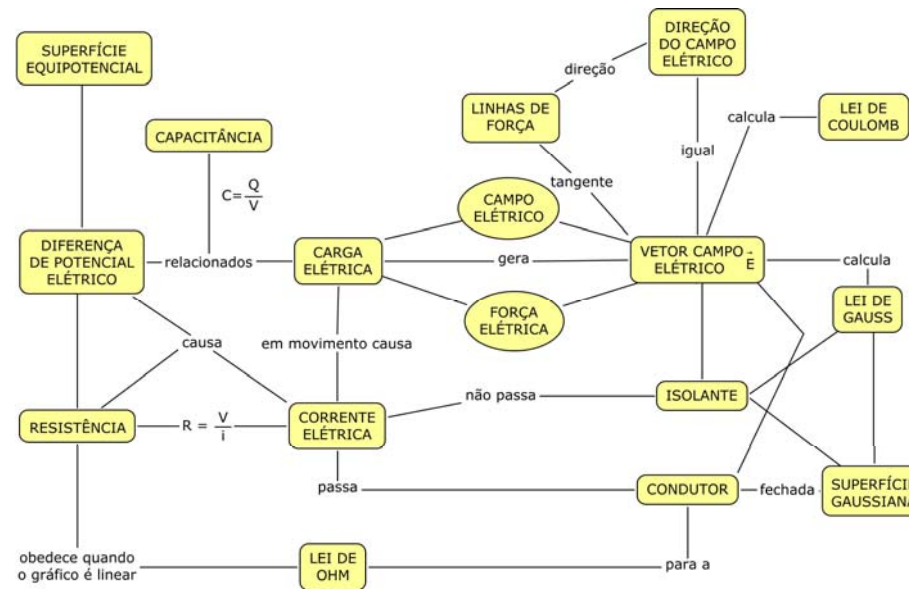 DIREÇÃO
DO CAMPO
ELÉTRICO
SUPERFÍCIE
EQUIPOTENCIAL
direção
LINHAS DE
FORÇA
calcula
LEI DE
COULOMB
CAPACITÂNCIA
igual
tangente
C=Q/V
CAMPO
ELÉTRICO
DIFERENÇA
DE POTENCIAL
ELÉTRICO
relacionados
CARGA
ELÉTRICA
gera
VETOR CAMPO
ELÉTRICO E⃗
calcula
LEI DE
GAUSS
FORÇA
ELÉTRICA
causa
em movimento causa
não passa
ISOLANTE
RESISTÊNCIA
R = V/i
CORRENTE
ELÉTRICA
passa
CONDUTOR
fechada
SUPERFÍCIE
GAUSSIANA
obedece quando
o gráfico é linear
LEI DE
OHM
para a